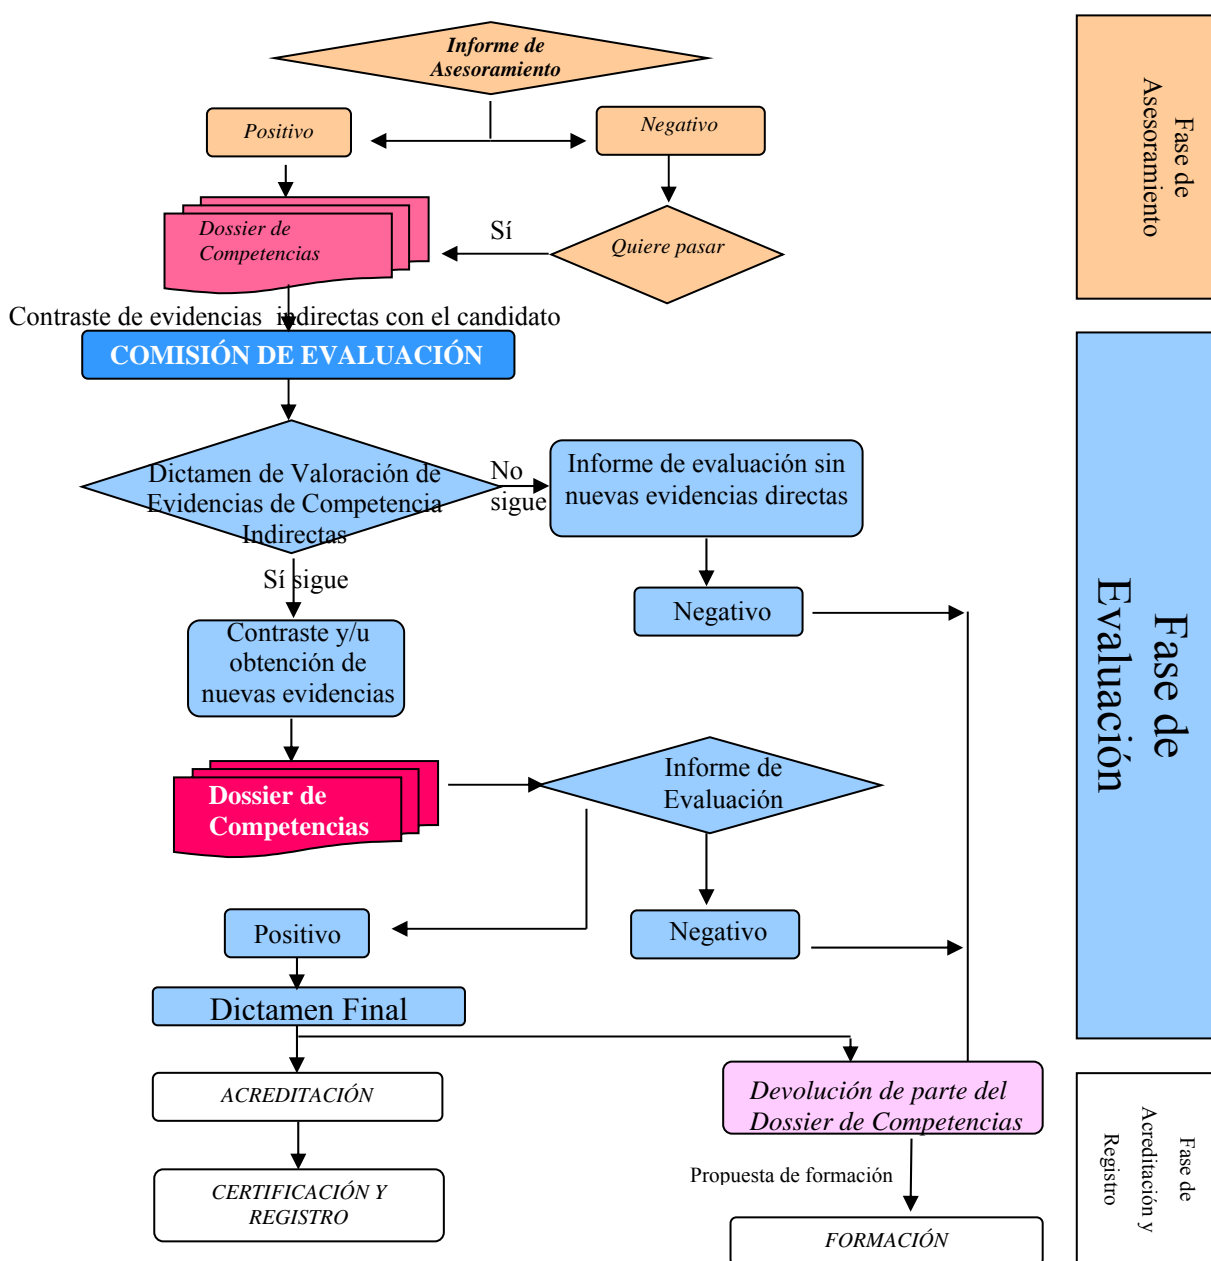 Informe de
Asesoramiento
Positivo
Negativo
Dossier de
Competencias
Sí
Quiere pasar
Contraste de evidencias  indirectas con el candidato
COMISIÓN DE EVALUACIÓN
Dictamen de Valoración de
Evidencias de Competencia
Indirectas
No
sigue
Informe de evaluación sin
nuevas evidencias directas
Sí sigue
Negativo
Contraste y/u
obtención de
nuevas evidencias
Dossier de
Competencias
Informe de
Evaluación
Positivo
Negativo
Dictamen Final
ACREDITACIÓN
Devolución de parte del
Dossier de Competencias
Propuesta de formación
CERTIFICACIÓN Y
REGISTRO
FORMACIÓN
Fase de
Asesoramiento
Fase de
Evaluación
Fase de
Acreditación y
Registro